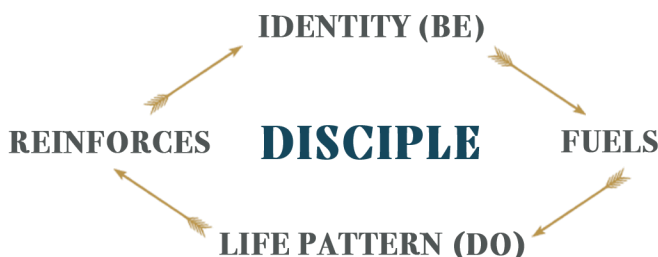 IDENTITY (BE)
REINFORCES DISCIPLE FUELS
LIFE PATTERN (DO)